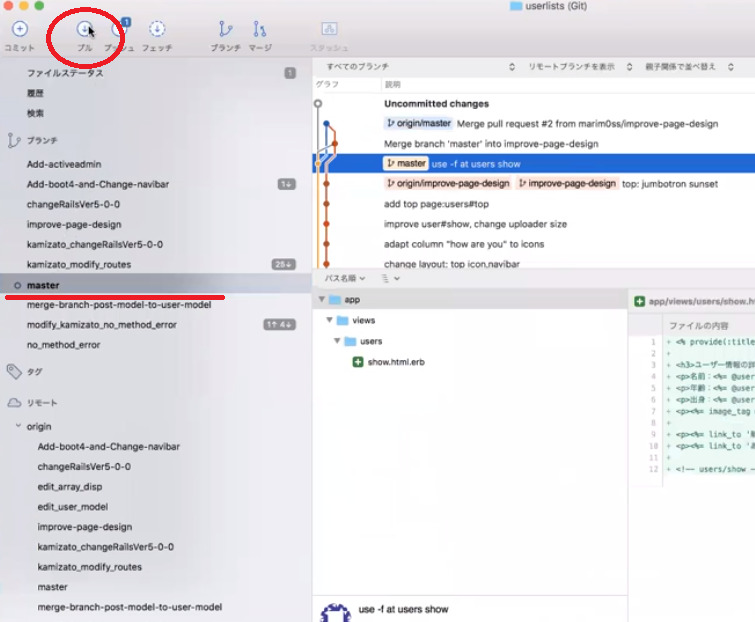 userlists (Git)
1
コミット プル プッシュ フェッチ ブランチ マージ スタッシュ
ファイルステータス 1
履歴
検索
ブランチ
Add-activeadmin
Add-boot4-and-Change-navibar 1↓
changeRailsVer5-0-0
improve-page-design
kamizato_changeRailsVer5-0-0
kamizato_modify_routes 25↓
master
merge-branch-post-model-to-user-model
modify_kamizato_no_method_error 1↑ 4↓
no_method_error
タグ
リモート
origin
Add-boot4-and-Change-navibar
changeRailsVer5-0-0
edit_array_disp
edit_user_model
improve-page-design
kamizato_changeRailsVer5-0-0
kamizato_modify_routes
master
merge-branch-post-model-to-user-model
すべてのブランチ リモートブランチを表示 親子関係で並べ替え
グラフ 説明
Uncommitted changes
origin/master Merge pull request #2 from marim0ss/improve-page-design
Merge branch 'master' into improve-page-design
master use -f at users show
origin/improve-page-design improve-page-design top: jumbotron sunset
add top page:users#top
improve user#show, change uploader size
adapt column "how are you" to icons
change layout: top icon,navibar
パス名順
app
views
users
show.html.erb
app/views/users/show.h
ファイルの内容
1 + <% provide(:title
2 +
3 + <h3>ユーザー情報の詳
4 + <p>名前：<%= @user
5 + <p>年齢：<%= @user
6 + <p>出身：<%= @user
7 + <p><%= image_tag
8 +
9 + <p><%= link_to '
10 + <p><%= link_to '
11 +
12 + <!-- users/show
use -f at users show